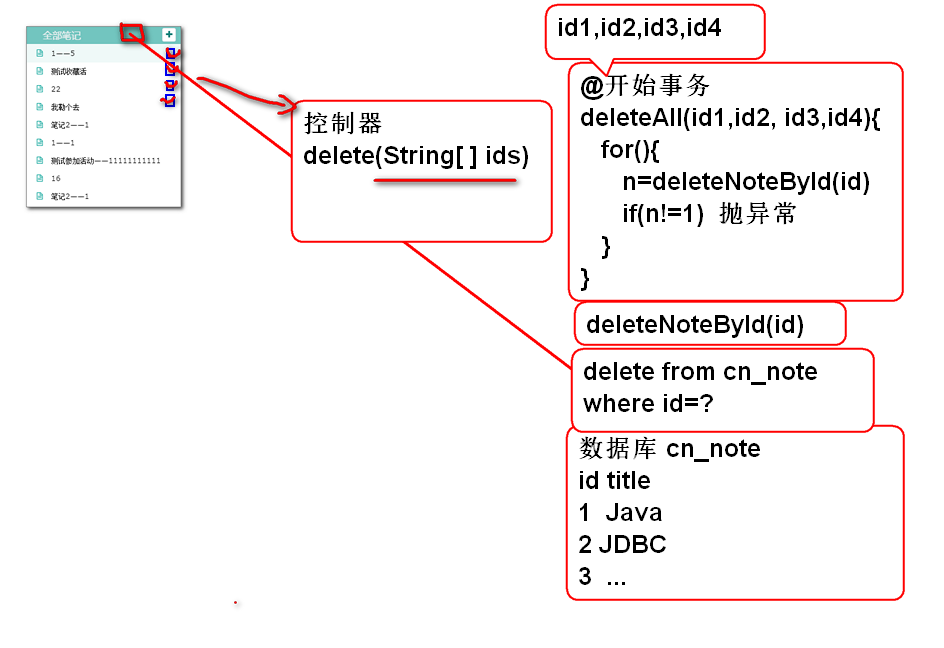 全部笔记
+
1——5
测试收藏活
22
我勒个去
笔记2——1
1——1
测试参加活动——11111111111
16
笔记2——1
控制器
delete(String[ ] ids)
id1,id2,id3,id4
@开始事务
deleteAll(id1,id2, id3,id4){
for(){
n=deleteNoteById(id)
if(n!=1) 抛异常
}
}
deleteNoteById(id)
delete from cn_note
where id=?
数据库 cn_note
id title
1 Java
2 JDBC
3 ...